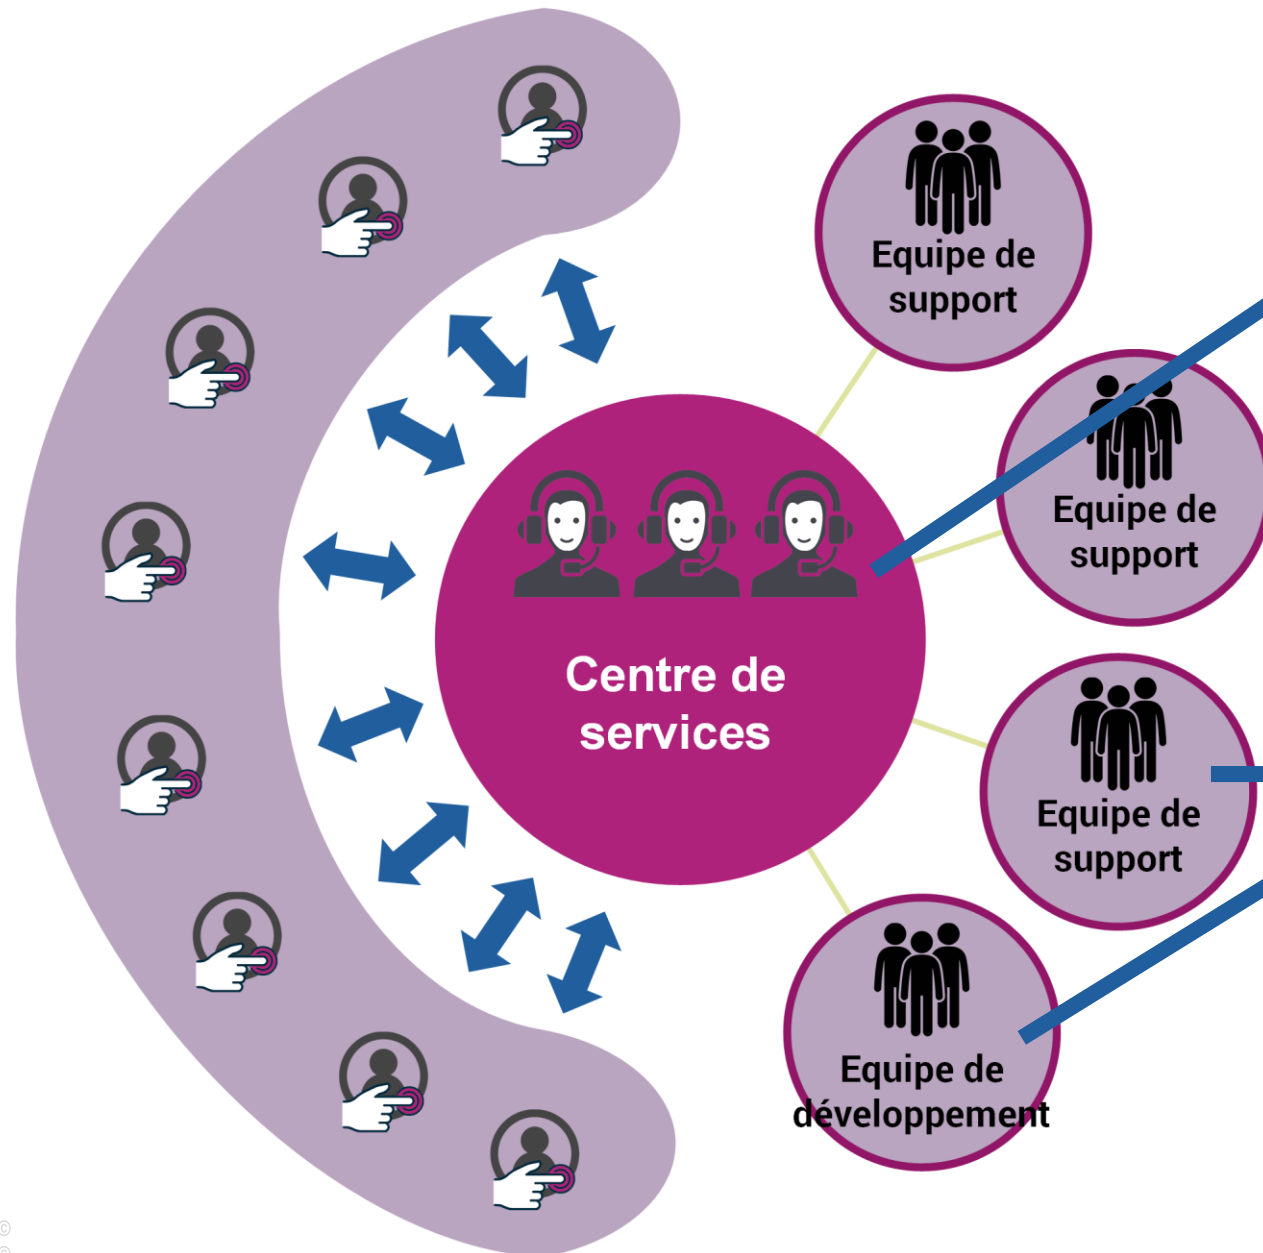 Equipe de
support
Equipe de
support
Centre de
services
Equipe de
support
Equipe de
développement
©
©